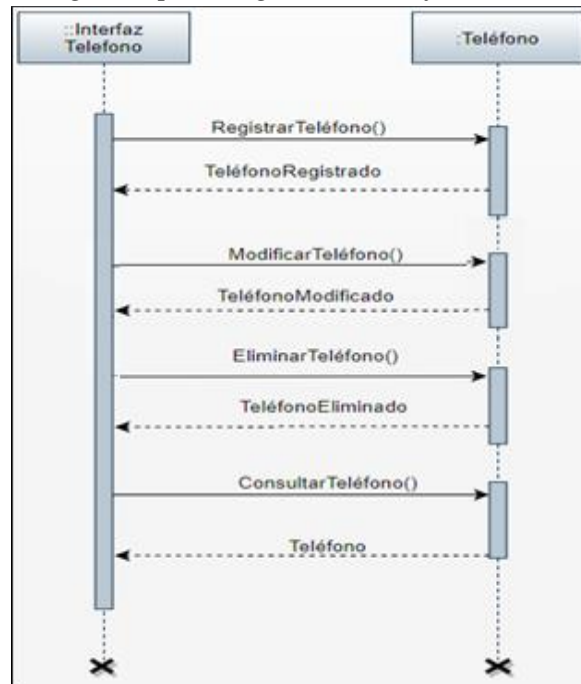 ::Interfaz
Telefono
:Teléfono
RegistrarTeléfono()
TeléfonoRegistrado
ModificarTeléfono()
TeléfonoModificado
EliminarTeléfono()
TeléfonoEliminado
ConsultarTeléfono()
Teléfono